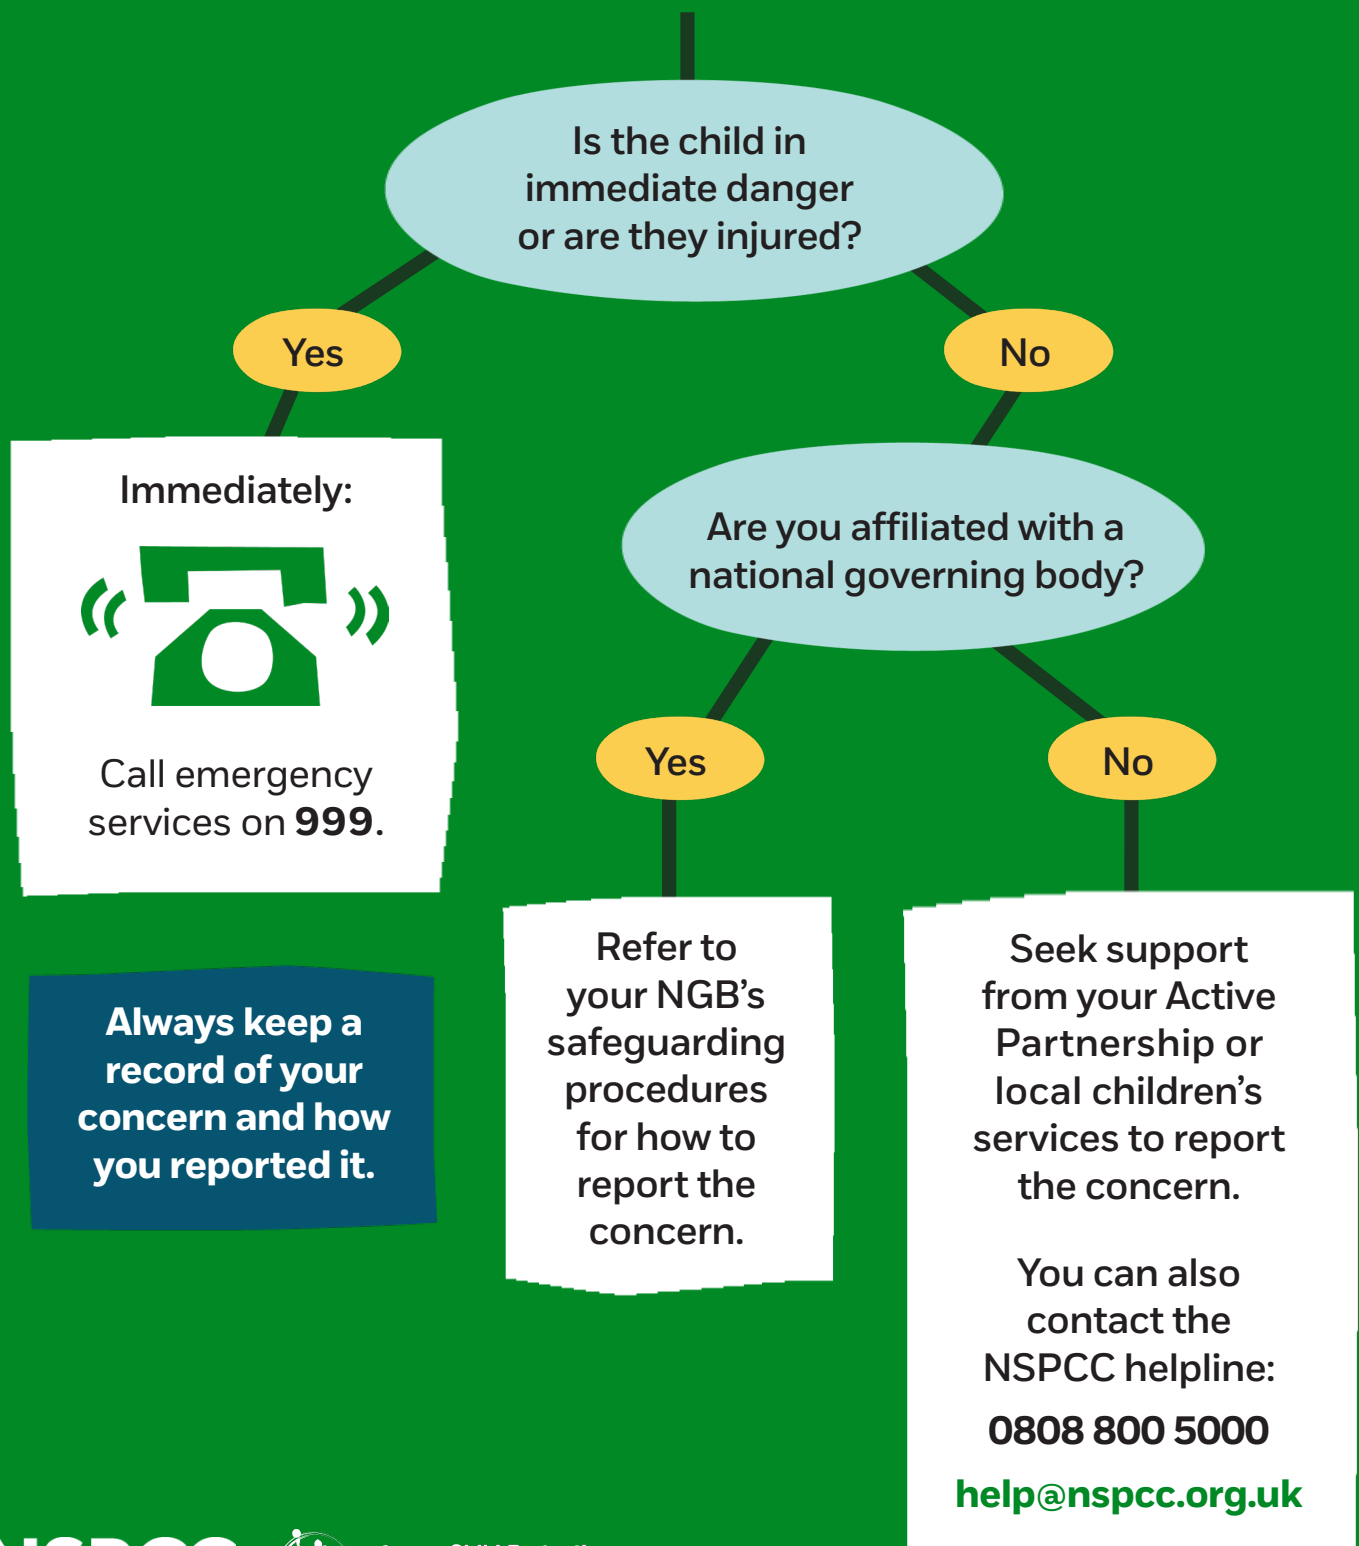 Is the child in
immediate danger
or are they injured?
Yes
No
Immediately:
Call emergency
services on 999.
Are you affiliated with a
national governing body?
Yes
No
Always keep a
record of your
concern and how
you reported it.
Refer to
your NGB’s
safeguarding
procedures
for how to
report the
concern.
Seek support
from your Active
Partnership or
local children’s
services to report
the concern.
You can also
contact the
NSPCC helpline:
0808 800 5000
help@nspcc.org.uk
NSPCC